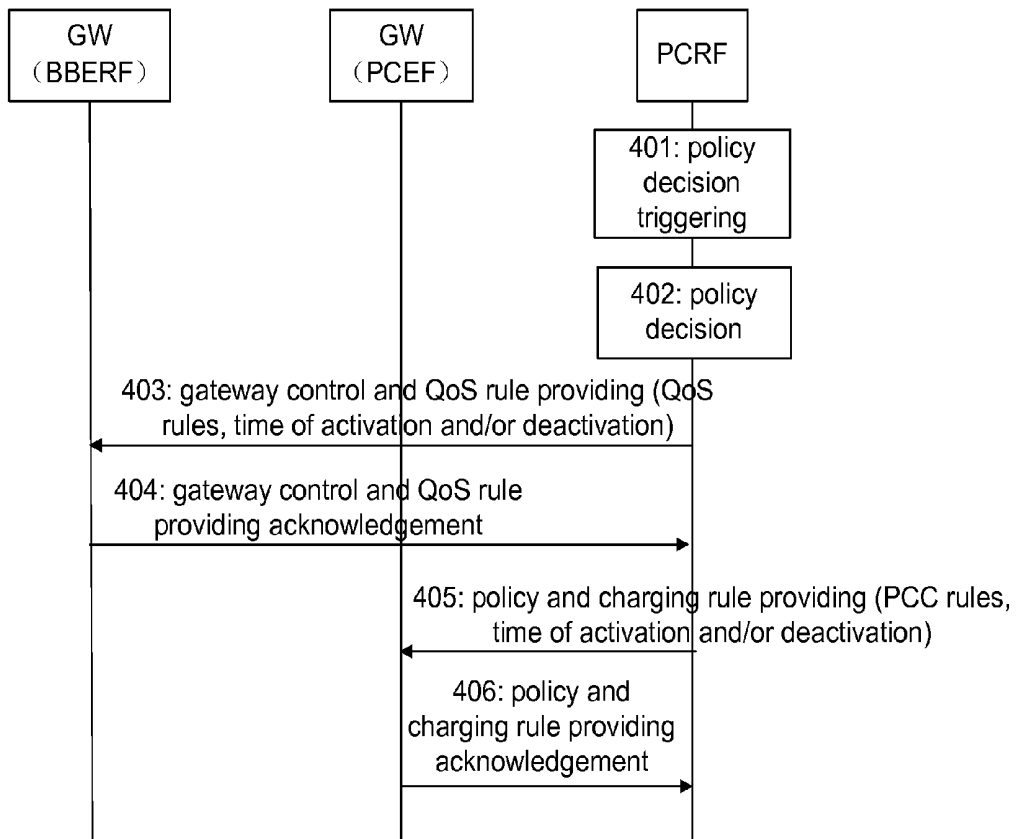 GW
（BBERF）
GW
（PCEF）
PCRF
401: policy
decision
triggering
402: policy
decision
403: gateway control and QoS rule providing (QoS
rules, time of activation and/or deactivation)
404: gateway control and QoS rule
providing acknowledgement
405: policy and charging rule providing (PCC rules,
time of activation and/or deactivation)
406: policy and
charging rule providing
acknowledgement